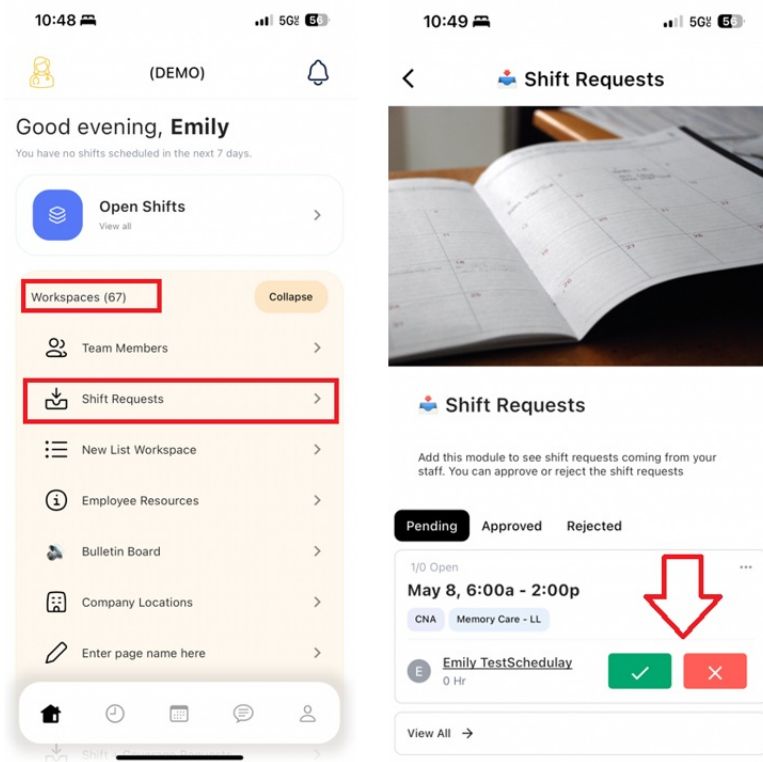 10:48
5G
56
(DEMO)
Good evening, Emily
You have no shifts scheduled in the next 7 days.
Open Shifts
View all
Workspaces (67)
Collapse
Team Members
Shift Requests
New List Workspace
Employee Resources
Bulletin Board
Company Locations
Enter page name here
10:49
5G
56
Shift Requests
Shift Requests
Add this module to see shift requests coming from your
staff. You can approve or reject the shift requests
Pending Approved Rejected
1/0 Open
May 8, 6:00a - 2:00p
CNA Memory Care - LL
E
Emily TestSchedulay
0 Hr
View All